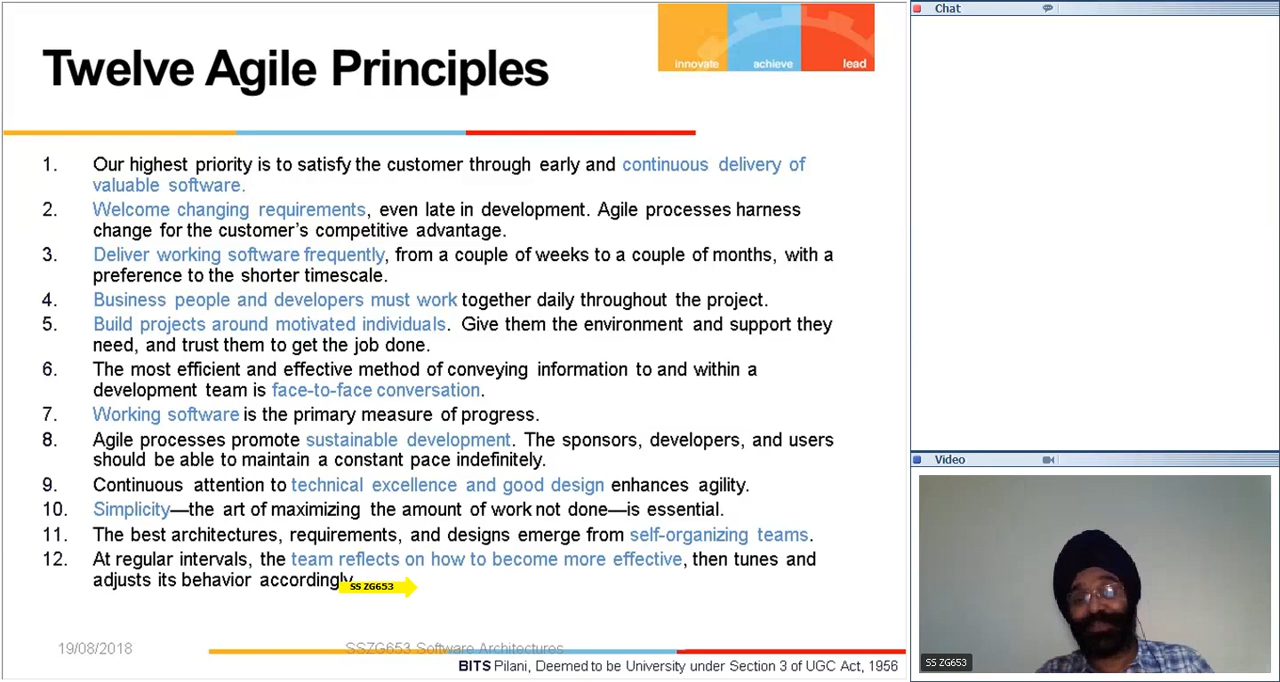 Twelve Agile Principles
innovate achieve lead
1. Our highest priority is to satisfy the customer through early and continuous delivery of
valuable software.
2. Welcome changing requirements, even late in development. Agile processes harness
change for the customer’s competitive advantage.
3. Deliver working software frequently, from a couple of weeks to a couple of months, with a
preference to the shorter timescale.
4. Business people and developers must work together daily throughout the project.
5. Build projects around motivated individuals. Give them the environment and support they
need, and trust them to get the job done.
6. The most efficient and effective method of conveying information to and within a
development team is face-to-face conversation.
7. Working software is the primary measure of progress.
8. Agile processes promote sustainable development. The sponsors, developers, and users
should be able to maintain a constant pace indefinitely.
9. Continuous attention to technical excellence and good design enhances agility.
10. Simplicity—the art of maximizing the amount of work not done—is essential.
11. The best architectures, requirements, and designs emerge from self-organizing teams.
12. At regular intervals, the team reflects on how to become more effective, then tunes and
adjusts its behavior accordingly
SS ZG653
19/08/2018 SSZG653 Software Architectures
BITS Pilani, Deemed to be University under Section 3 of UGC Act, 1956
Chat
Video
SS ZG653